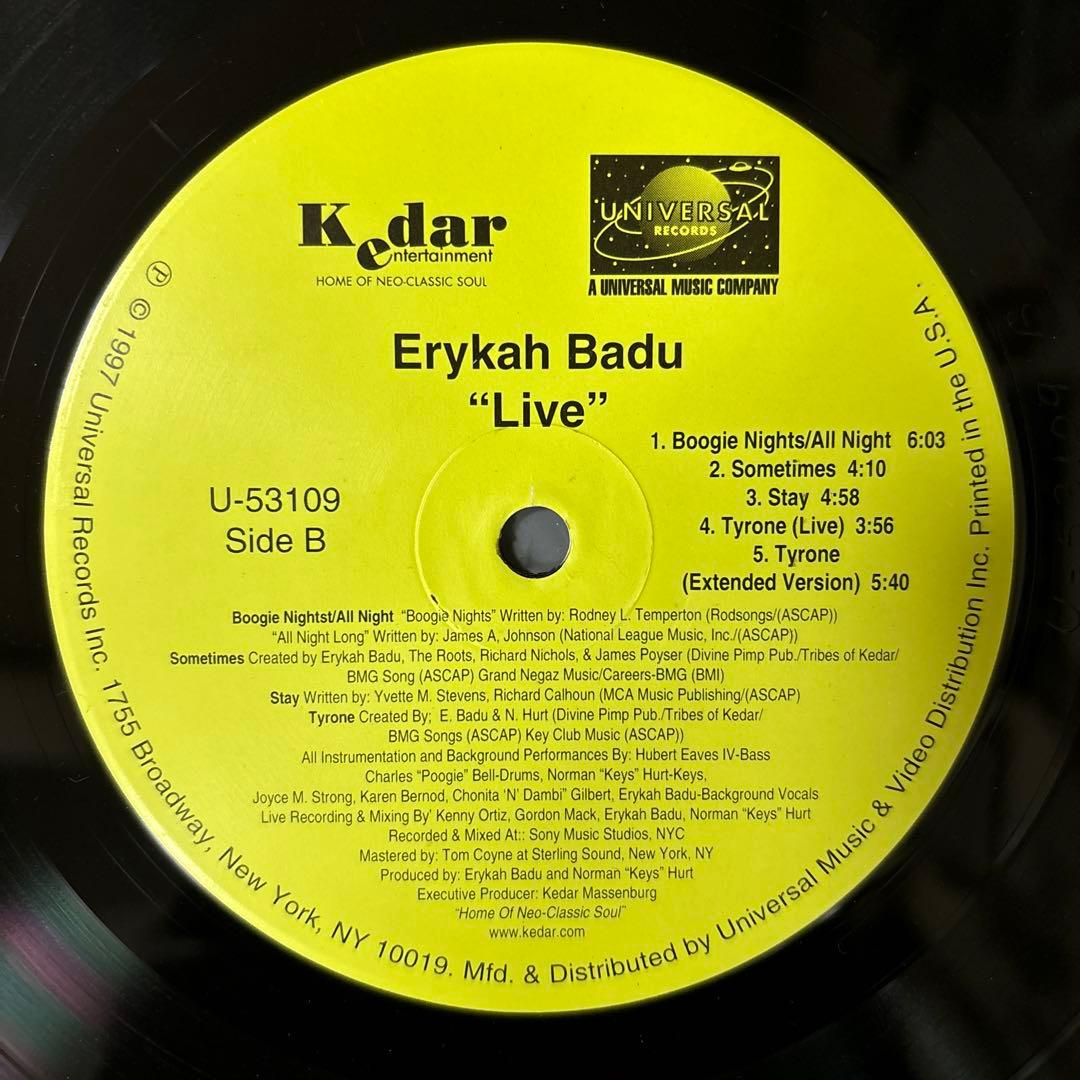 Kedar
entertainment
HOME OF NEO-CLASSIC SOUL
UNIVERSAL
RECORDS
A UNIVERSAL MUSIC COMPANY
Erykah Badu
“Live”
U-53109
Side B
1. Boogie Nights/All Night 6:03
2. Sometimes 4:10
3. Stay 4:58
4. Tyrone (Live) 3:56
5. Tyrone
(Extended Version) 5:40
Boogie Nightst/All Night “Boogie Nights” Written by: Rodney L. Temperton (Rodsongs/(ASCAP))
“All Night Long” Written by: James A, Johnson (National League Music, Inc./(ASCAP))
Sometimes Created by Erykah Badu, The Roots, Richard Nichols, & James Poyser (Divine Pimp Pub./Tribes of Kedar/
BMG Song (ASCAP) Grand Negaz Music/Careers-BMG (BMI)
Stay Written by: Yvette M. Stevens, Richard Calhoun (MCA Music Publishing/(ASCAP)
Tyrone Created By; E. Badu & N. Hurt (Divine Pimp Pub./Tribes of Kedar/
BMG Songs (ASCAP) Key Club Music (ASCAP))
All Instrumentation and Background Performances By: Hubert Eaves IV-Bass
Charles “Poogie” Bell-Drums, Norman “Keys” Hurt-Keys,
Joyce M. Strong, Karen Bernod, Chonita ‘N’ Dambi” Gilbert, Erykah Badu-Background Vocals
Live Recording & Mixing By’ Kenny Ortiz, Gordon Mack, Erykah Badu, Norman “Keys” Hurt
Recorded & Mixed At:: Sony Music Studios, NYC
Mastered by: Tom Coyne at Sterling Sound, New York, NY
Produced by: Erykah Badu and Norman “Keys” Hurt
Executive Producer: Kedar Massenburg
“Home Of Neo-Classic Soul”
www.kedar.com
℗ © 1997 Universal Records Inc. 1755 Broadway, New York, NY 10019. Mfd. & Distributed by Universal Music & Video Distribution Inc. Printed in the U.S.A.